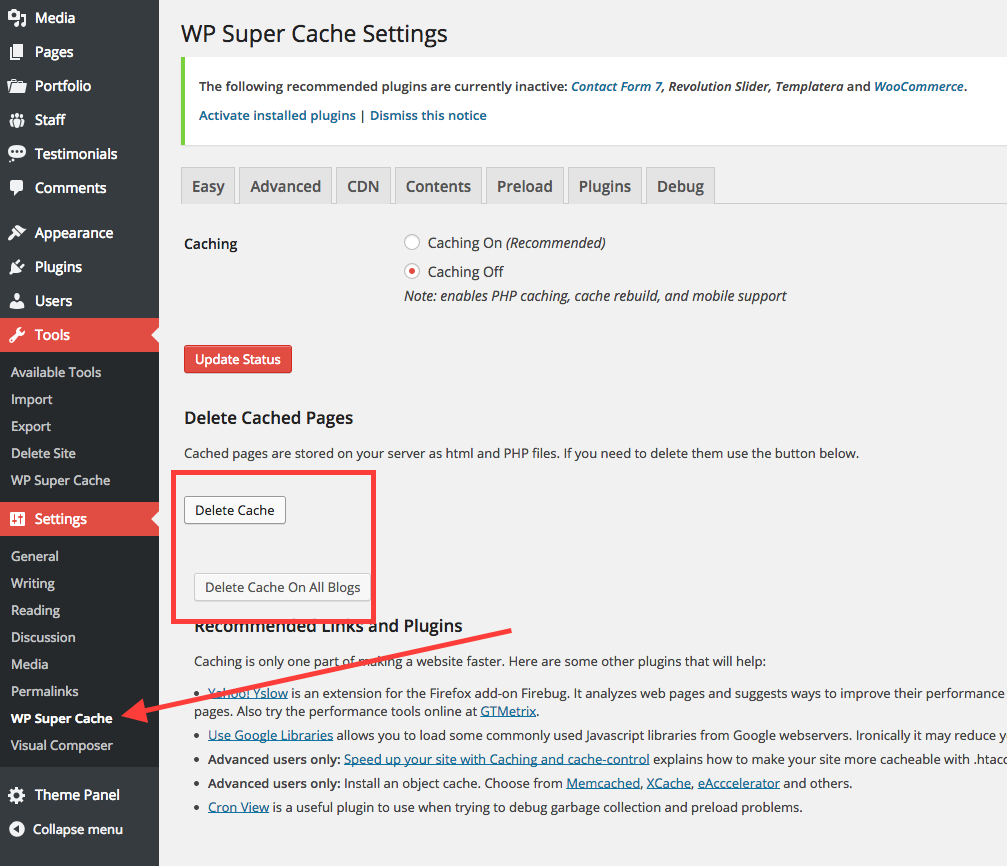 Media
Pages
Portfolio
Staff
Testimonials
Comments
Appearance
Plugins
Users
Tools
Available Tools
Import
Export
Delete Site
WP Super Cache
Settings
General
Writing
Reading
Discussion
Media
Permalinks
WP Super Cache
Visual Composer
Theme Panel
Collapse menu
WP Super Cache Settings
The following recommended plugins are currently inactive: Contact Form 7, Revolution Slider, Templatera and WooCommerce.
Activate installed plugins | Dismiss this notice
Easy Advanced CDN Contents Preload Plugins Debug
Caching
Caching On (Recommended)
Caching Off
Note: enables PHP caching, cache rebuild, and mobile support
Update Status
Delete Cached Pages
Cached pages are stored on your server as html and PHP files. If you need to delete them use the button below.
Delete Cache
Delete Cache On All Blogs
Recommended Links and Plugins
Caching is only one part of making a website faster. Here are some other plugins that will help:
• Yahoo! Yslow is an extension for the Firefox add-on Firebug. It analyzes web pages and suggests ways to improve their performance
pages. Also try the performance tools online at GTMetrix.
• Use Google Libraries allows you to load some commonly used Javascript libraries from Google webservers. Ironically it may reduce
• Advanced users only: Speed up your site with Caching and cache-control explains how to make your site more cacheable with .htacc
• Advanced users only: Install an object cache. Choose from Memcached, XCache, eAcccelerator and others.
• Cron View is a useful plugin to use when trying to debug garbage collection and preload problems.